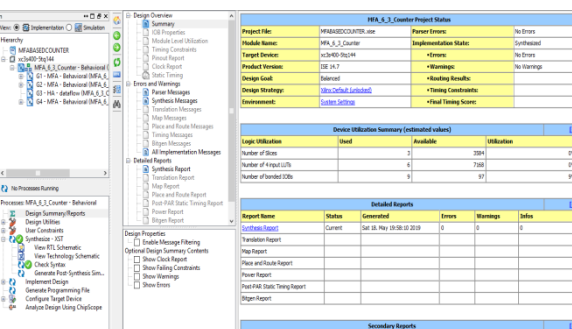 View: Implementation Simulation
Hierarchy
MFABASEDCOUNTER
xc3s400-5tq144
MFA_6_3_Counter - Behavioral (
G1 - MFA - Behavioral (MFA_6_
G2 - MFA - Behavioral (MFA_6_
G3 - HA - dataflow (MFA_6_3_C
G4 - MFA - Behavioral (MFA_6_
No Processes Running
Processes: MFA_6_3_Counter - Behavioral
Design Summary/Reports
Design Utilities
User Constraints
Synthesize - XST
View RTL Schematic
View Technology Schematic
Check Syntax
Generate Post-Synthesis Sim...
Implement Design
Generate Programming File
Configure Target Device
Analyze Design Using ChipScope
Design Overview
Summary
IOB Properties
Module Level Utilization
Timing Constraints
Pinout Report
Clock Report
Static Timing
Errors and Warnings
Parser Messages
Synthesis Messages
Translation Messages
Map Messages
Place and Route Messages
Timing Messages
Bitgen Messages
All Implementation Messages
Detailed Reports
Synthesis Report
Translation Report
Map Report
Place and Route Report
Post-PAR Static Timing Report
Power Report
Bitgen Report
Design Properties
Enable Message Filtering
Optional Design Summary Contents
Show Clock Report
Show Failing Constraints
Show Warnings
Show Errors
MFA_6_3_Counter Project Status
Project File: MFABASEDCOUNTER.xise Parser Errors: No Errors
Module Name: MFA_6_3_Counter Implementation State: Synthesized
Target Device: xc3s400-5tq144 •Errors: No Errors
Product Version: ISE 14.7 •Warnings: No Warnings
Design Goal: Balanced •Routing Results:
Design Strategy: Xilinx Default (unlocked) •Timing Constraints:
Environment: System Settings •Final Timing Score:
Device Utilization Summary (estimated values)
Logic Utilization Used Available Utilization
Number of Slices 3 3584 0%
Number of 4 input LUTs 6 7168 0%
Number of bonded IOBs 9 97 9%
Detailed Reports
Report Name Status Generated Errors Warnings Infos
Synthesis Report Current Sat 18. May 19:58:10 2019 0 0 0
Translation Report
Map Report
Place and Route Report
Power Report
Post-PAR Static Timing Report
Bitgen Report
Secondary Reports